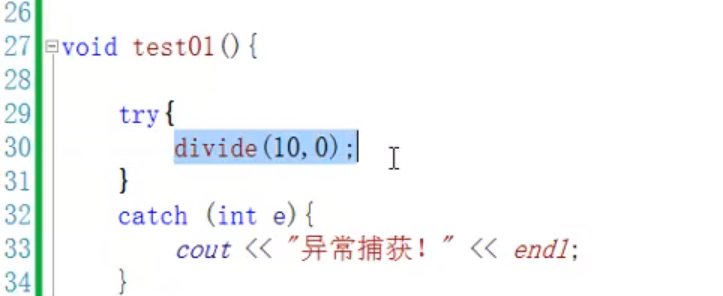 26
27 void test01(){
28
29 try{
30 divide(10,0);
31 }
32 catch (int e){
33 cout << "异常捕获！" << endl;
34 }